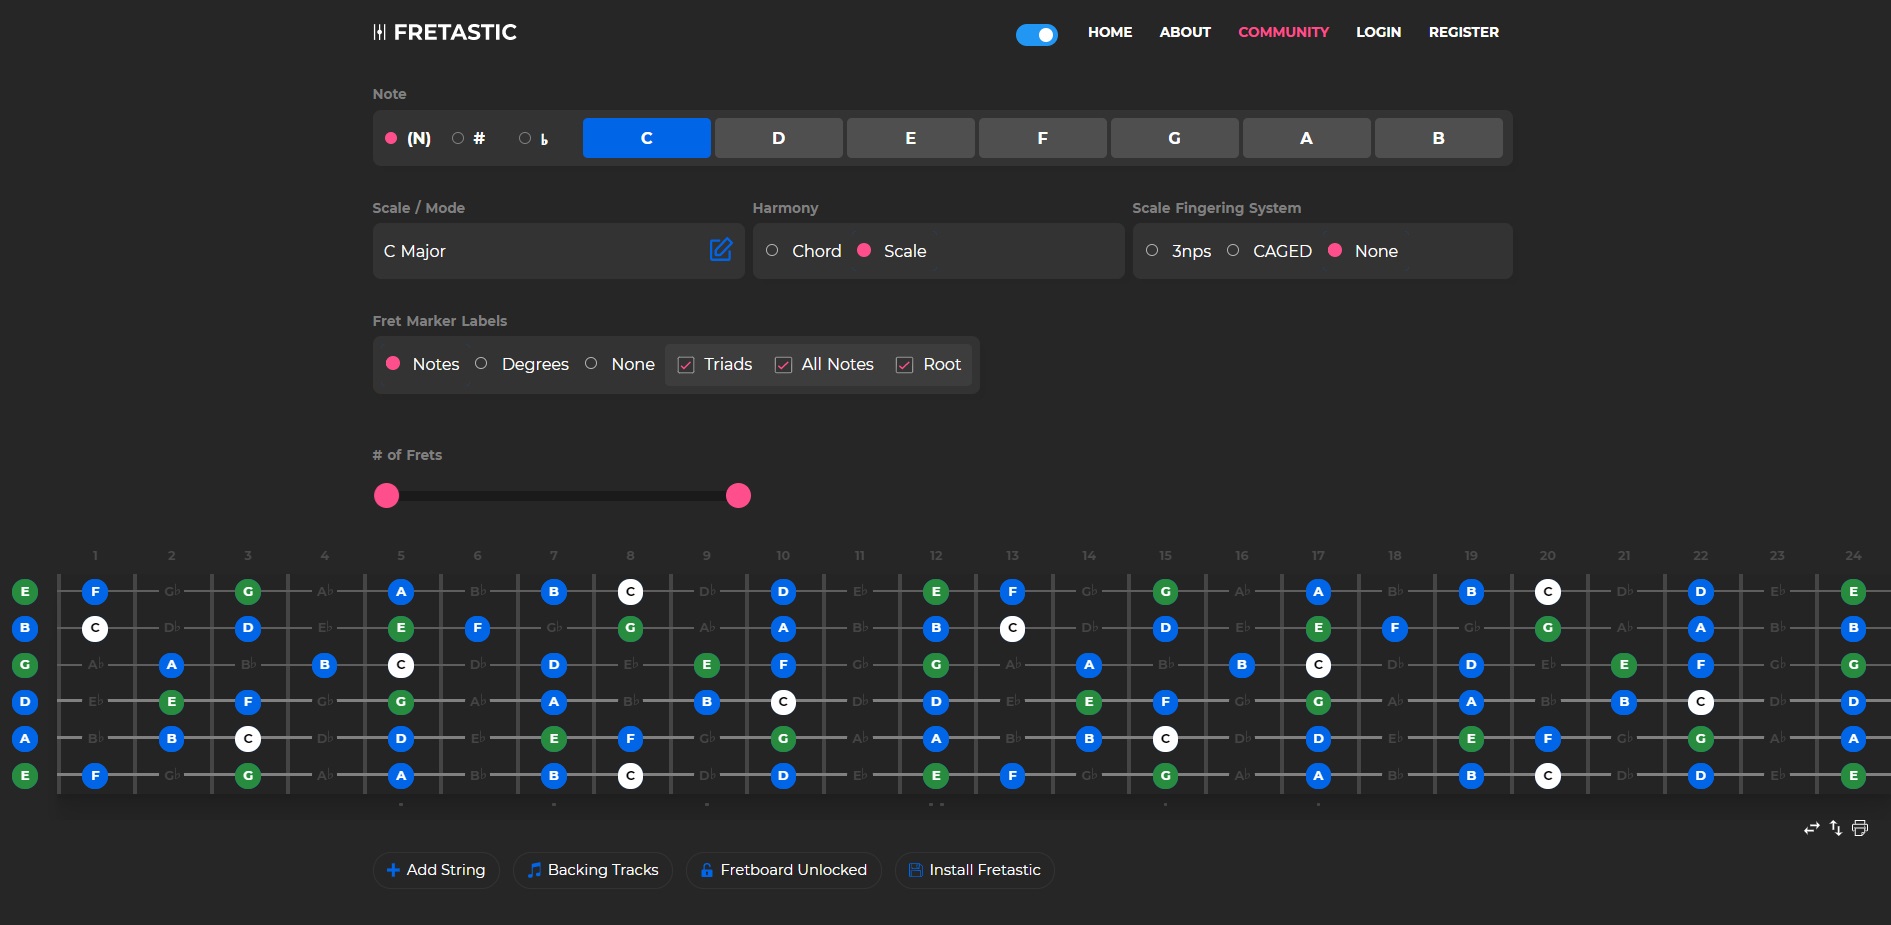 FRETASTIC HOME ABOUT COMMUNITY LOGIN REGISTER
Note
(N) # ♭ C D E F G A B
Scale / Mode Harmony Scale Fingering System
C Major Chord Scale 3nps CAGED None
Fret Marker Labels
Notes Degrees None Triads All Notes Root
# of Frets
1 2 3 4 5 6 7 8 9 10 11 12 13 14 15 16 17 18 19 20 21 22 23 24
E F G♭ G A♭ A B♭ B C D♭ D E♭ E F G♭ G A♭ A B♭ B C D♭ D E♭ E
B C D♭ D E♭ E F G♭ G A♭ A B♭ B C D♭ D E♭ E F G♭ G A♭ A B♭ B
G A♭ A B♭ B C D♭ D E♭ E F G♭ G A♭ A B♭ B C D♭ D E♭ E F G♭ G
D E♭ E F G♭ G A♭ A B♭ B C D♭ D E♭ E F G♭ G A♭ A B♭ B C D♭ D
A B♭ B C D♭ D E♭ E F G♭ G A♭ A B♭ B C D♭ D E♭ E F G♭ G A♭ A
E F G♭ G A♭ A B♭ B C D♭ D E♭ E F G♭ G A♭ A B♭ B C D♭ D E♭ E
Add String Backing Tracks Fretboard Unlocked Install Fretastic